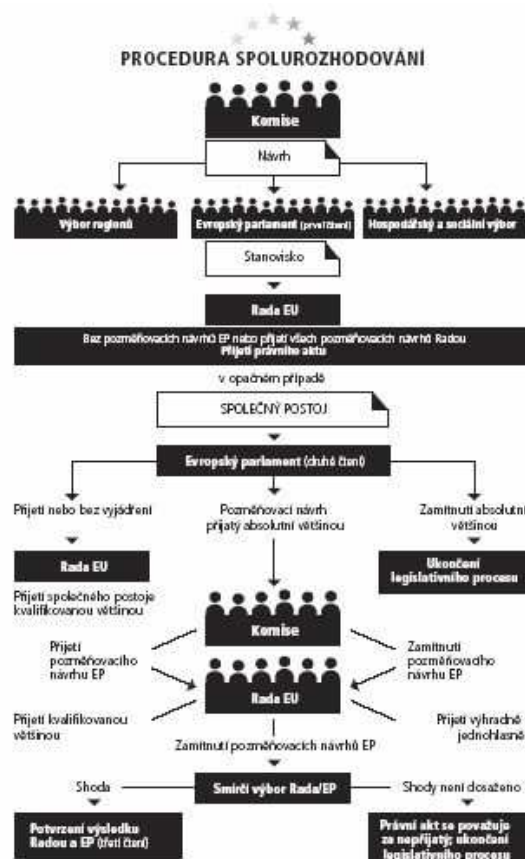 PROCEDURA SPOLUROZHODOVÁNÍ
Komise
Návrh
Výbor regionů
Evropský parlament (první čtení)
Hospodářský a sociální výbor
Stanovisko
Rada EU
Bez pozměňovacích návrhů EP nebo přijetí všech pozměňovacích návrhů Radou
Přijetí právního aktu
v opačném případě
SPOLEČNÝ POSTOJ
Evropský parlament (druhé čtení)
Přijetí nebo bez vyjádření
Pozměňovací návrh
přijatý absolutní většinou
Zamítnutí absolutní
většinou
Rada EU
Ukončení
legislativního procesu
Přijetí společného postoje
kvalifikovanou většinou
Komise
Přijetí
pozměňovacího
návrhu EP
Zamítnutí
pozměňovacího
návrhu EP
Rada EU
Přijetí kvalifikovanou
většinou
Přijetí výhradně
jednohlasně
Zamítnutí pozměňovacích návrhů EP
Shoda
Smírčí výbor Rada/EP
Shody není dosaženo
Potvrzení výsledku
Radou a EP (třetí čtení)
Právní akt se považuje
za nepřijatý; ukončení
legislativního procesu